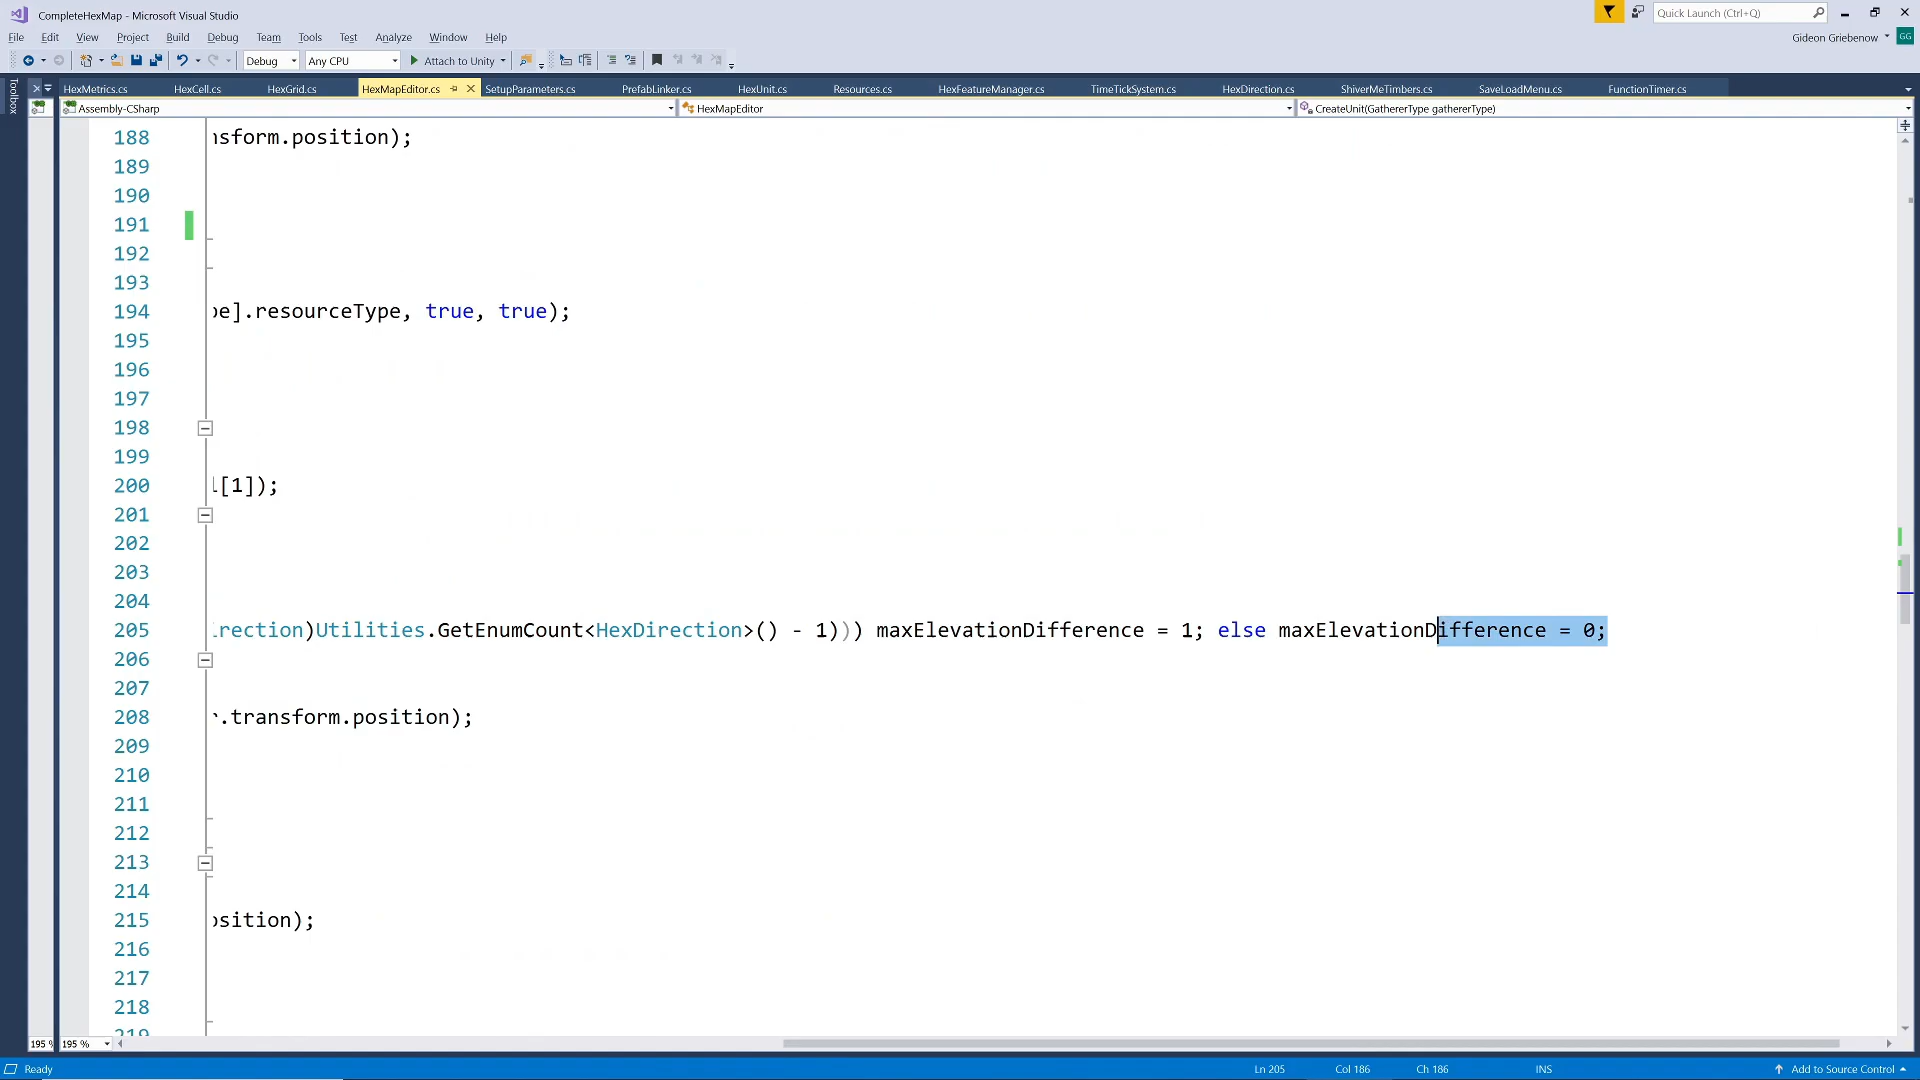 CompleteHexMap - Microsoft Visual Studio
Quick Launch (Ctrl+Q)
File Edit View Project Build Debug Team Tools Test Analyze Window Help
Gideon Griebenow GG
Debug Any CPU Attach to Unity
Toolbox
HexMetrics.cs HexCell.cs HexGrid.cs HexMapEditor.cs SetupParameters.cs PrefabLinker.cs HexUnit.cs Resources.cs HexFeatureManager.cs TimeTickSystem.cs HexDirection.cs ShiverMeTimbers.cs SaveLoadMenu.cs FunctionTimer.cs
Assembly-CSharp HexMapEditor CreateUnit(GathererType gathererType)
188 nsform.position);
189
190
191
192
193
194 pe].resourceType, true, true);
195
196
197
198
199
200 l[1]);
201
202
203
204
205 irection)Utilities.GetEnumCount<HexDirection>() - 1))) maxElevationDifference = 1; else maxElevationDifference = 0;
206
207
208 r.transform.position);
209
210
211
212
213
214
215 osition);
216
217
218
219
195 % 195 %
Ready Ln 205 Col 186 Ch 186 INS Add to Source Control